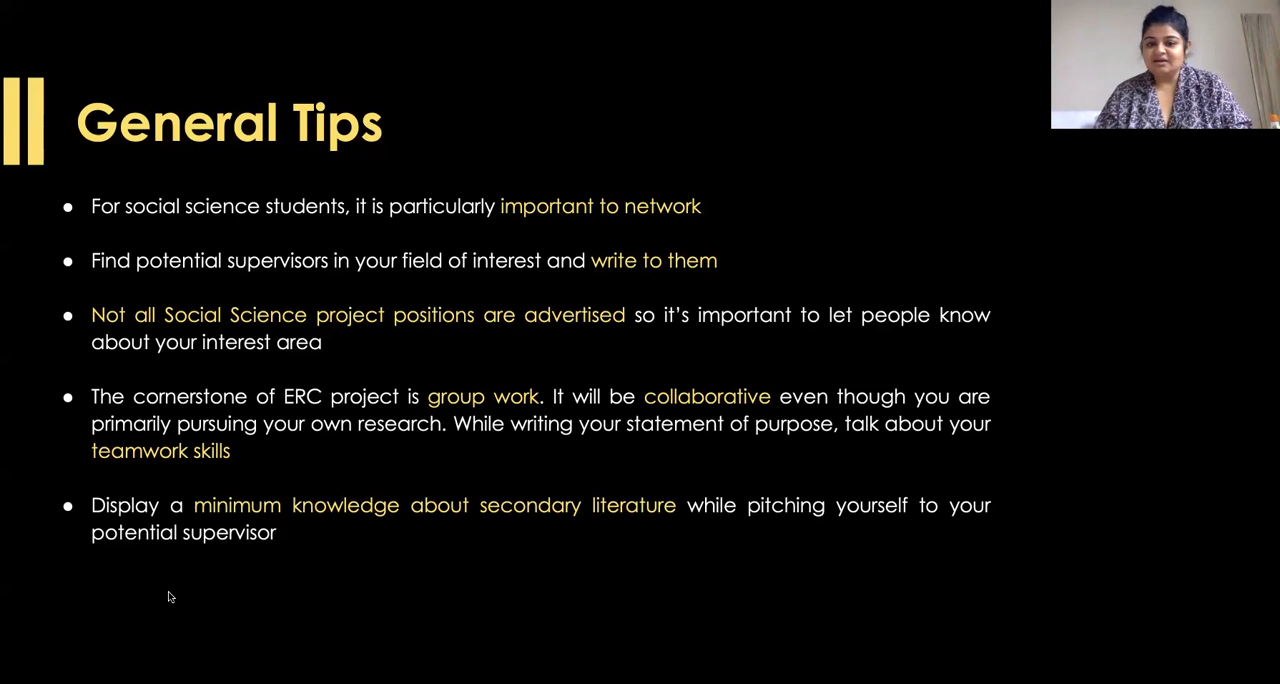 General Tips
● For social science students, it is particularly important to network
● Find potential supervisors in your field of interest and write to them
● Not all Social Science project positions are advertised so it's important to let people know
about your interest area
● The cornerstone of ERC project is group work. It will be collaborative even though you are
primarily pursuing your own research. While writing your statement of purpose, talk about your
teamwork skills
● Display a minimum knowledge about secondary literature while pitching yourself to your
potential supervisor